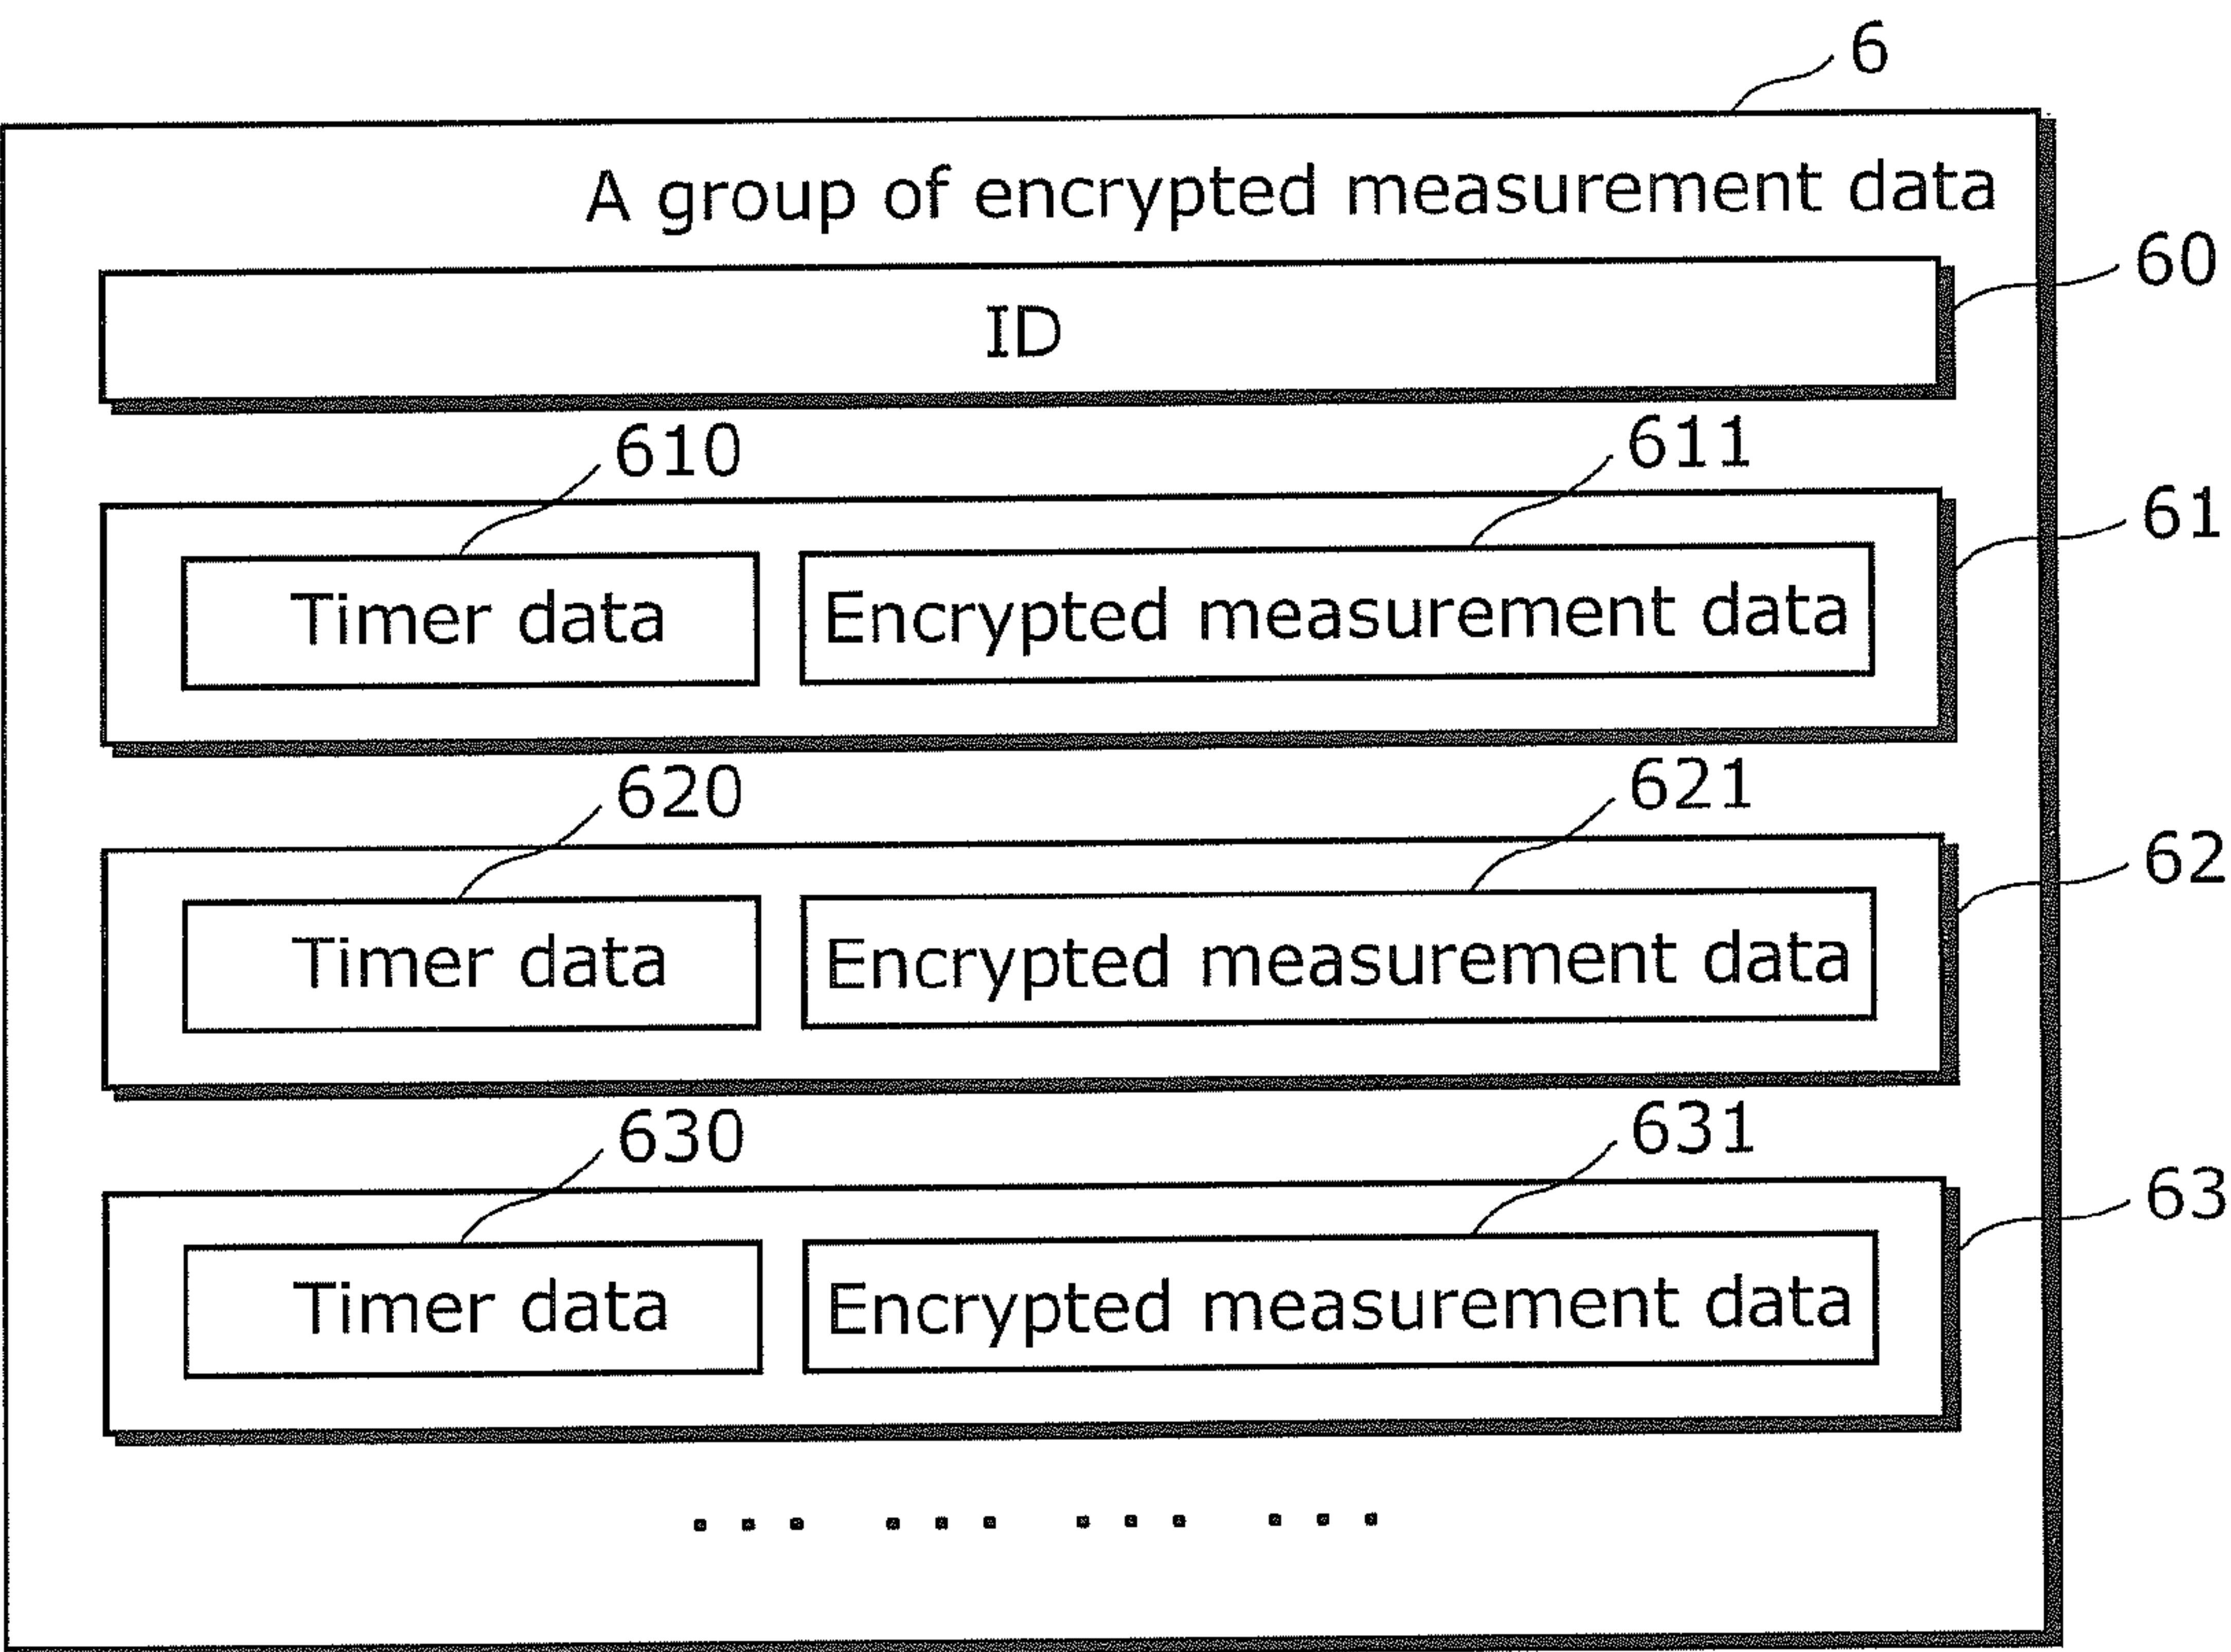 6
A group of encrypted measurement data
60
ID
610
611
61
Timer data
Encrypted measurement data
620
621
62
Timer data
Encrypted measurement data
630
631
63
Timer data
Encrypted measurement data
... ... ... ...